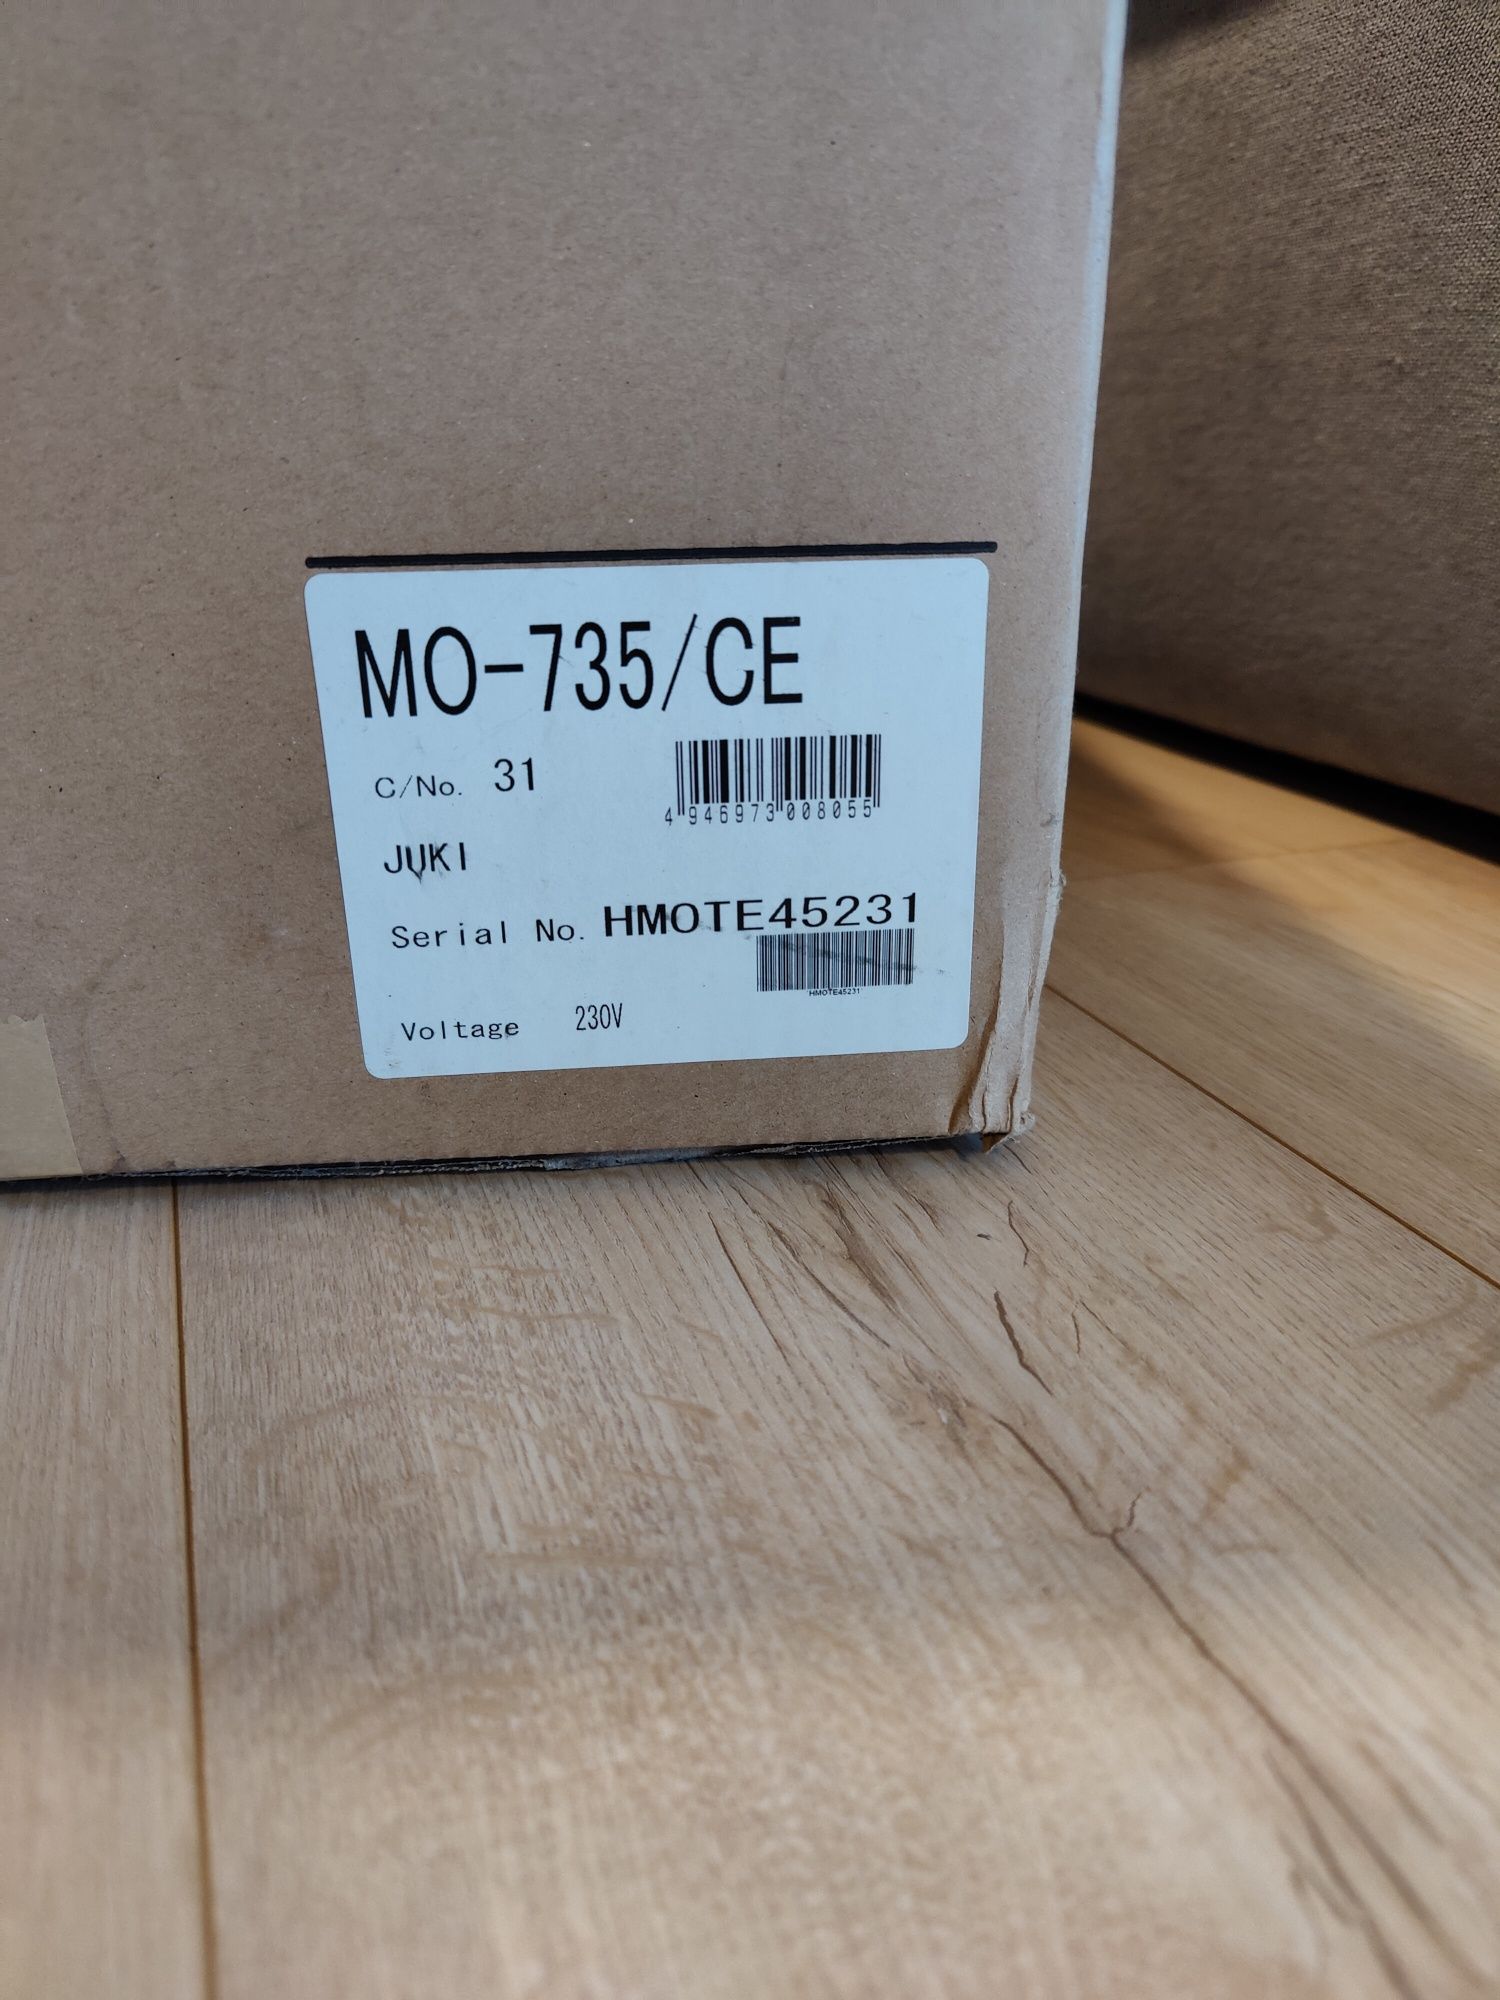 MO-735/CE
C/No. 31
4 946973 008055
JUKI
Serial No. HMOTE45231
HMOTE45231
Voltage 230V